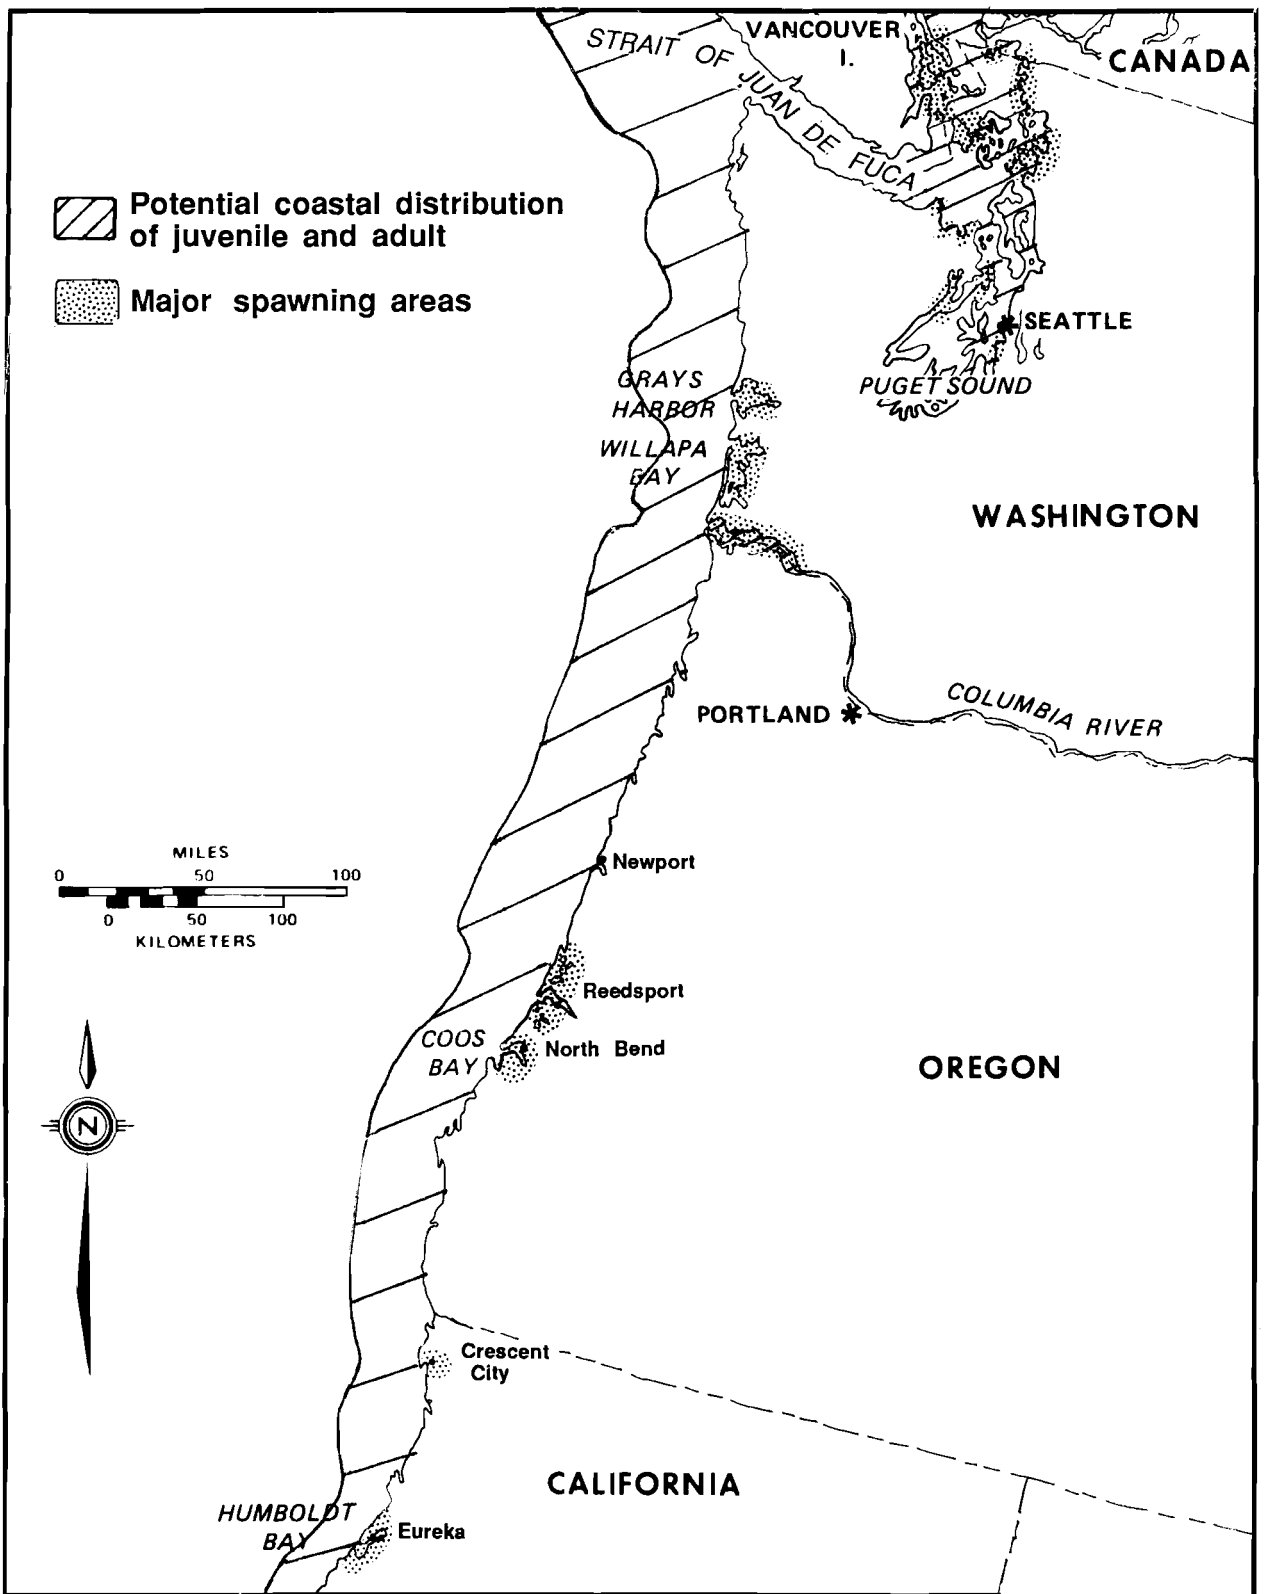 VANCOUVER
I.
STRAIT OF JUAN DE FUCA
CANADA
Potential coastal distribution
of juvenile and adult
Major spawning areas
SEATTLE
PUGET SOUND
GRAYS
HARBOR
WILLAPA
BAY
WASHINGTON
COLUMBIA RIVER
PORTLAND
MILES
0 50 100
0 50 100
KILOMETERS
Newport
Reedsport
COOS
BAY
North Bend
OREGON
N
Crescent
City
CALIFORNIA
HUMBOLDT
BAY
Eureka